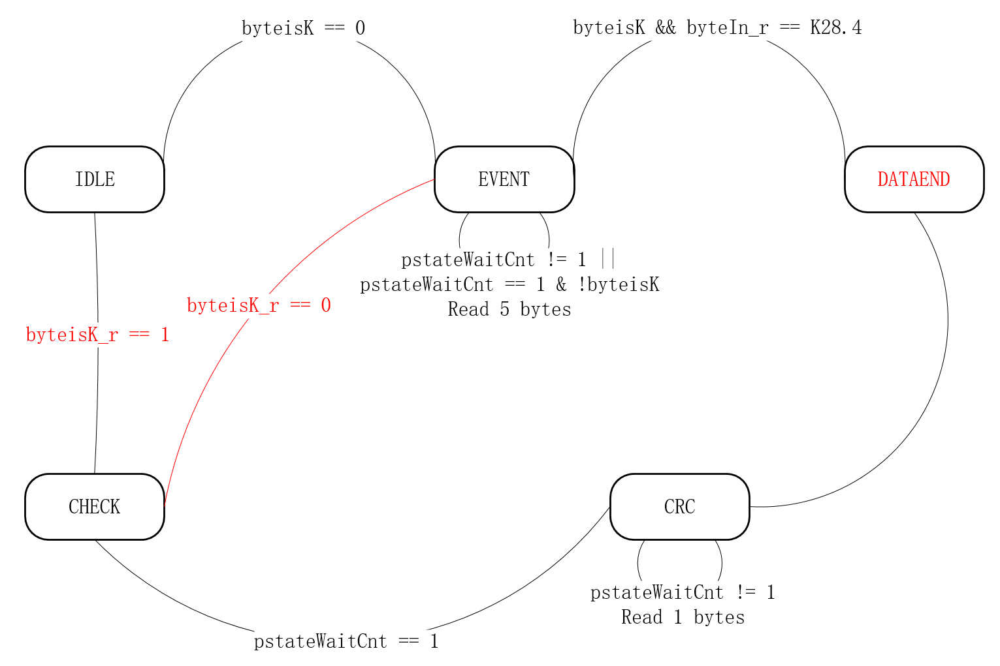 byteisK == 0
byteisK && byteIn_r == K28.4
IDLE
EVENT
DATAEND
pstateWaitCnt != 1 ||
pstateWaitCnt == 1 & !byteisK
Read 5 bytes
byteisK_r == 0
byteisK_r == 1
CHECK
CRC
pstateWaitCnt != 1
Read 1 bytes
pstateWaitCnt == 1